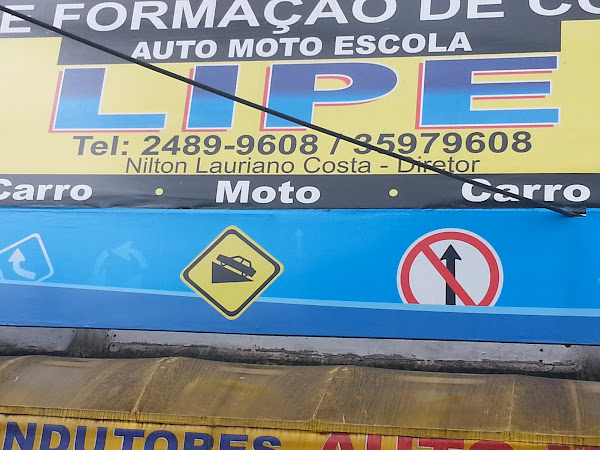 E FORMAÇÃO DE CO
AUTO MOTO ESCOLA
LIPE
Tel: 2489-9608 / 35979608
Nilton Lauriano Costa - Diretor
Carro • Moto • Carro
NDUTORES AUTO M